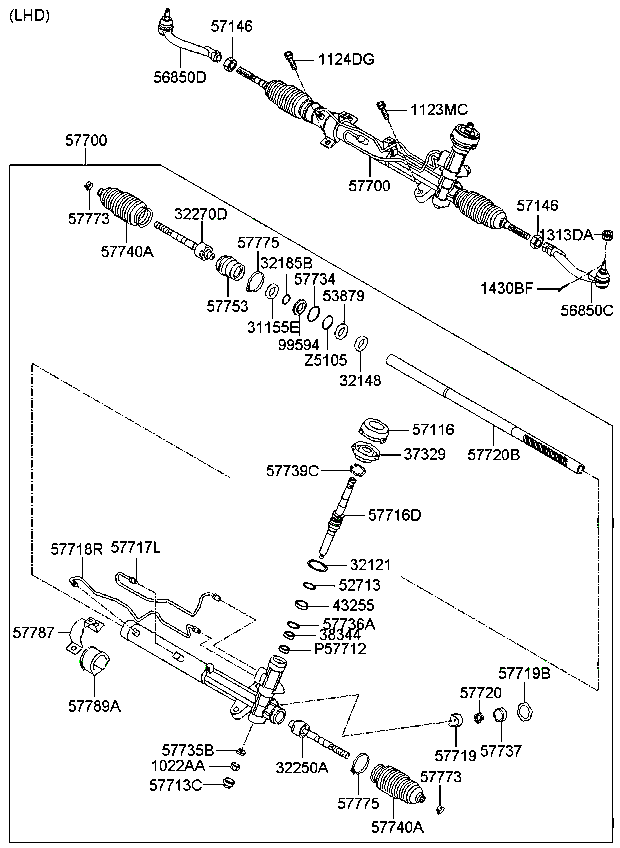 (LHD)
57146
1124DG
56850D
1123MC
57700
57700
57773
32270D
57146
57740A
57775
1313DA
32185B
57734
57753
53879
1430BF
31155E
56850C
99594
Z5105
32148
57116
37329
57720B
57739C
57716D
57718R
57717L
32121
52713
43255
57787
57736A
38344
P57712
57719B
57720
57789A
57735B
57719
57737
1022AA
32250A
57773
57713C
57775
57740A